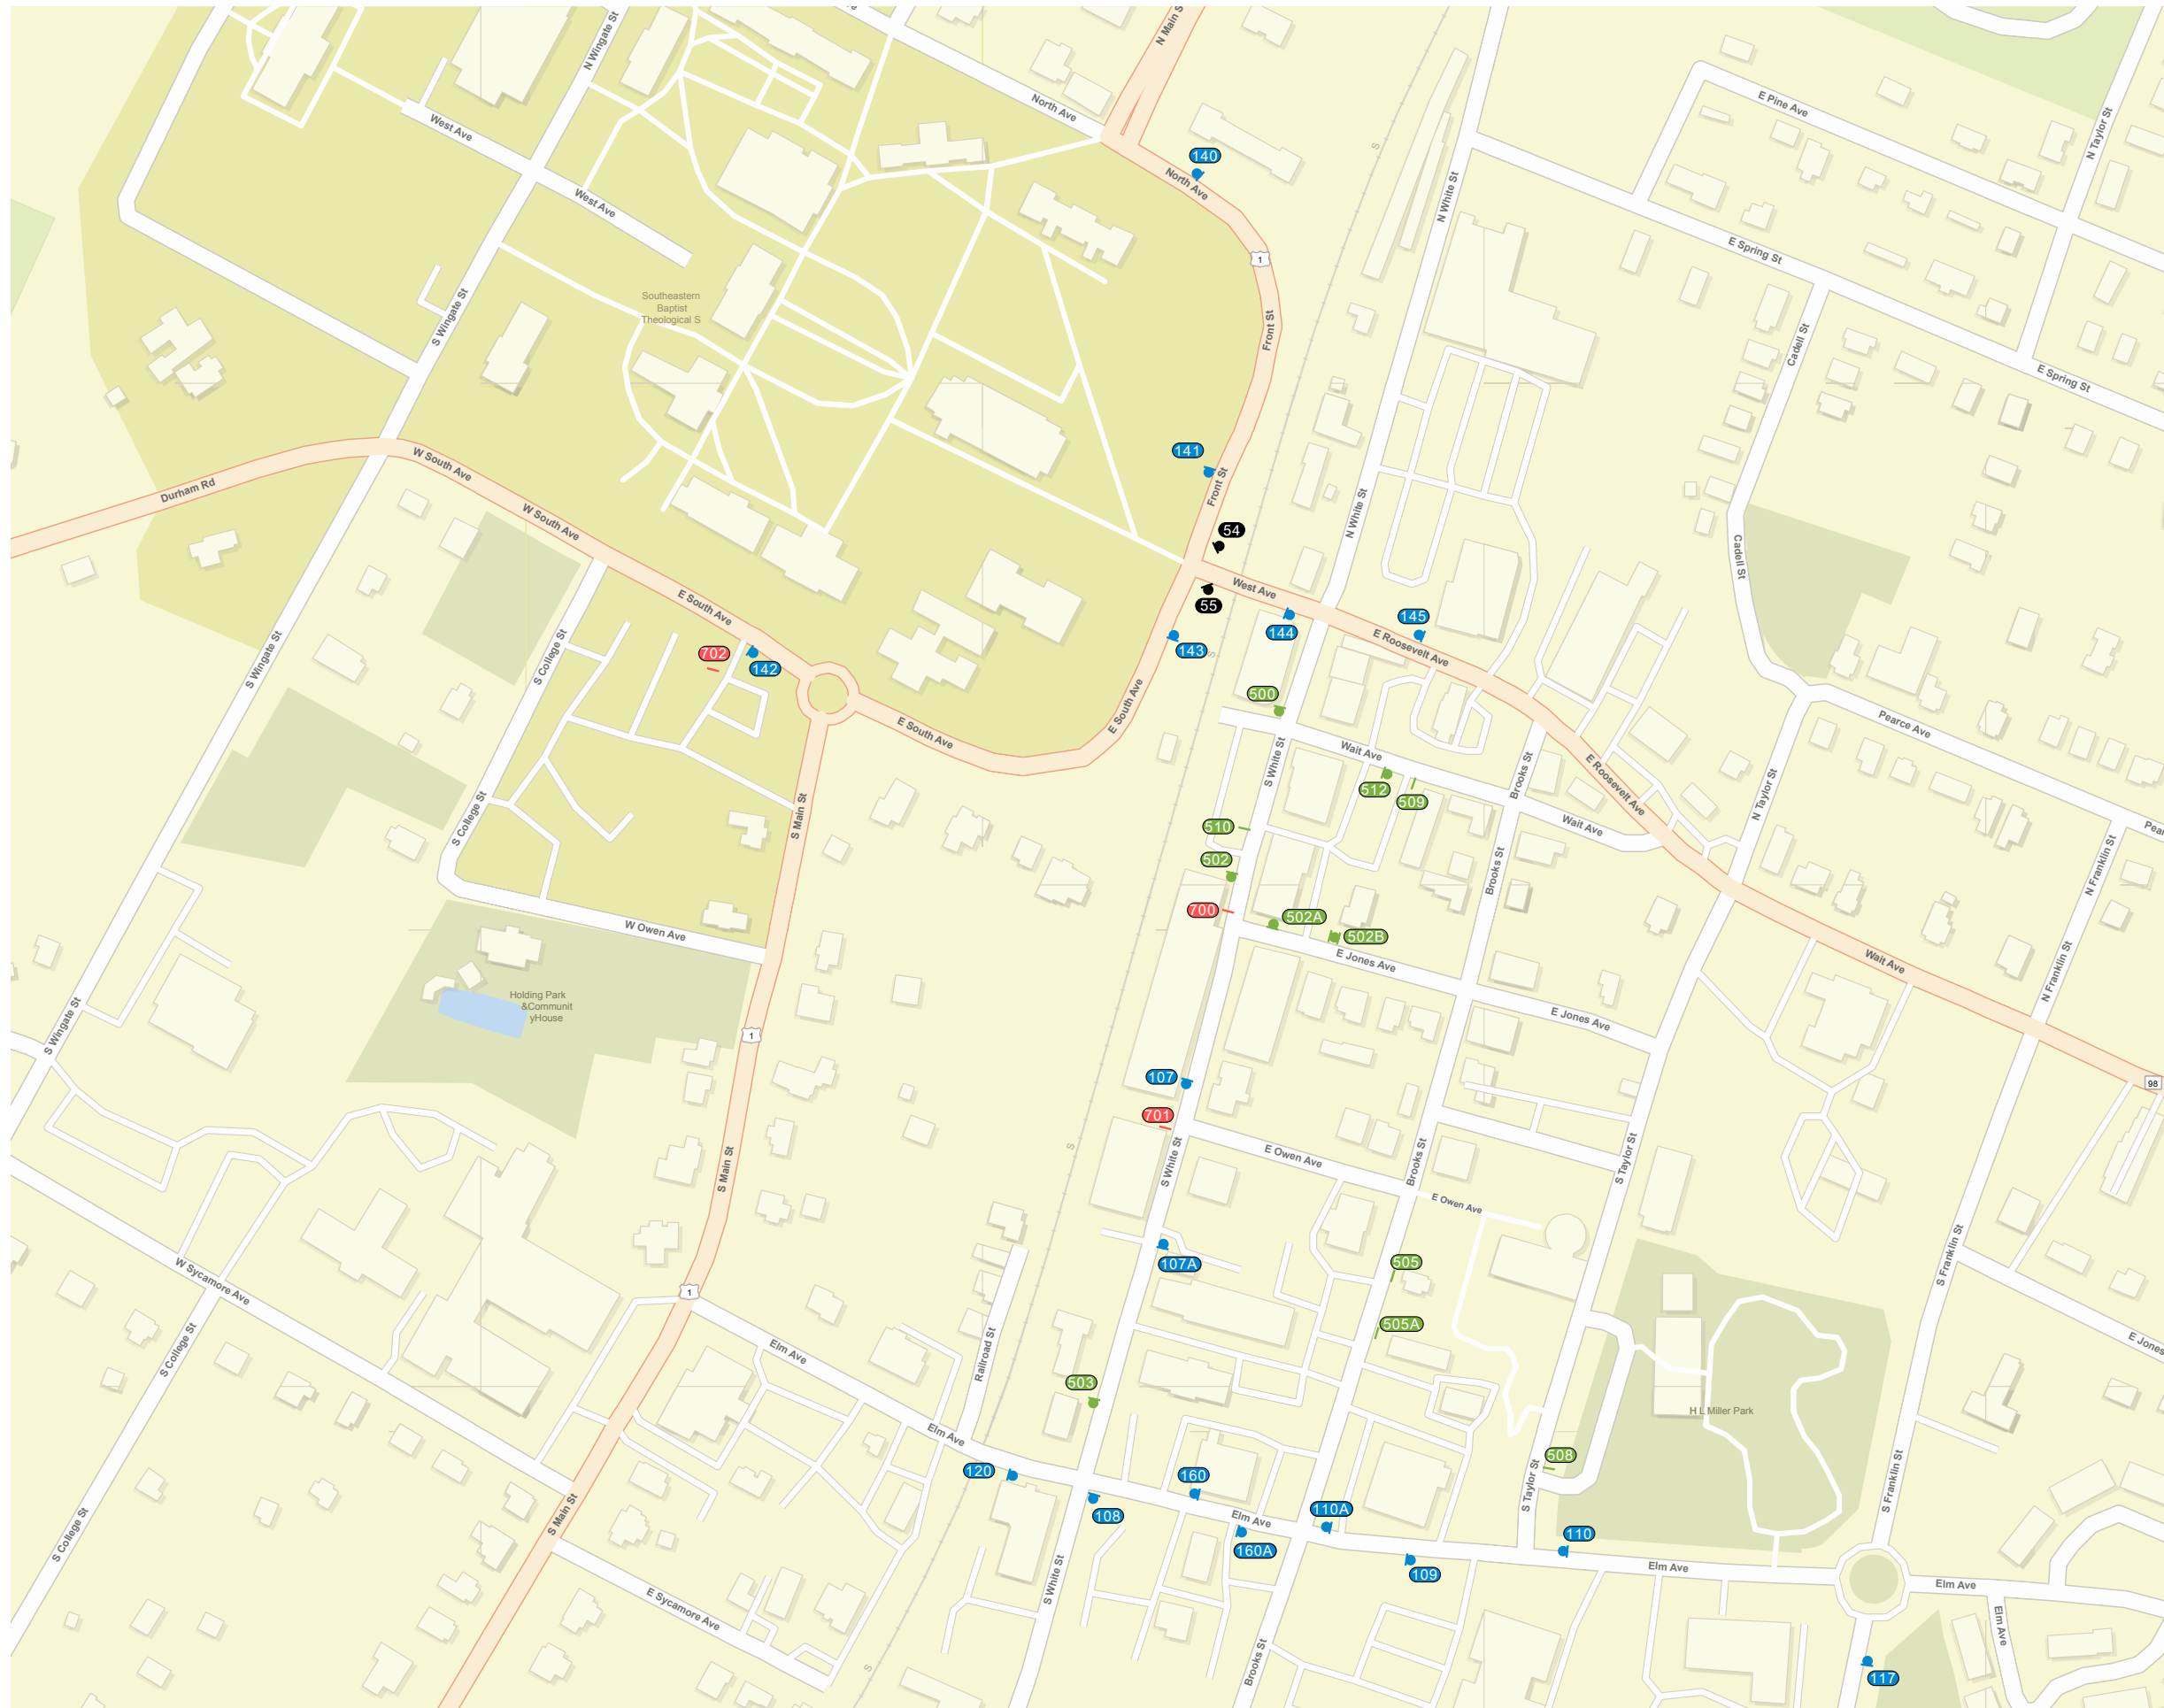 N Wingate St
N Main S
West Ave
North Ave
E Pine Ave
N Taylor St
140
North Ave
West Ave
N White St
E Spring St
1
Southeastern
Baptist
Theological S
S Wingate St
Front St
Cadell St
E Spring St
W South Ave
141
Durham Rd
Front St
N White St
W South Ave
54
Cadell St
West Ave
55
E South Ave
144
145
143
E Roosevelt Ave
S Wingate St
S College St
702
142
500
E South Ave
E South Ave
Pearce Ave
Wait Ave
S White St
Brooks St
E Roosevelt Ave
N Taylor St
512
509
S College St
S Main St
510
Wait Ave
Pear
502
Brooks St
N Franklin St
700
502A
W Owen Ave
502B
E Jones Ave
Wait Ave
N Franklin St
Holding Park
&Communit
yHouse
S Wingate St
E Jones Ave
1
107
98
701
S White St
E Owen Ave
Brooks St
S Taylor St
S Main St
E Owen Ave
107A
505
S Franklin St
W Sycamore Ave
1
505A
E Jones
Elm Ave
Railroad St
S College St
503
H L Miller Park
Elm Ave
508
120
160
S Taylor St
S Franklin St
108
110A
Elm Ave
S Main St
110
160A
S College St
109
Elm Ave
S White St
Elm Ave
E Sycamore Ave
Elm Ave
Brooks St
117